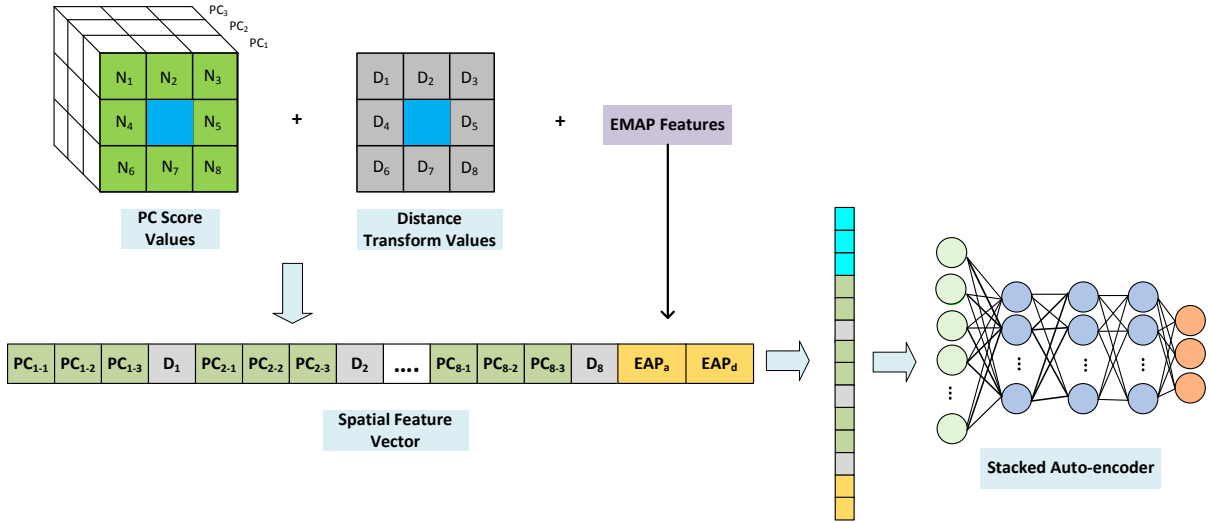 PC₃
PC₂
PC₁
N₁ N₂ N₃
N₄ N₅
N₆ N₇ N₈
+
D₁ D₂ D₃
D₄ D₅
D₆ D₇ D₈
+
EMAP Features
PC Score
Values
Distance
Transform Values
PC₁₋₁ PC₁₋₂ PC₁₋₃ D₁ PC₂₋₁ PC₂₋₂ PC₂₋₃ D₂ .... PC₈₋₁ PC₈₋₂ PC₈₋₃ D₈ EAPₐ EAP_d
Spatial Feature
Vector
Stacked Auto-encoder